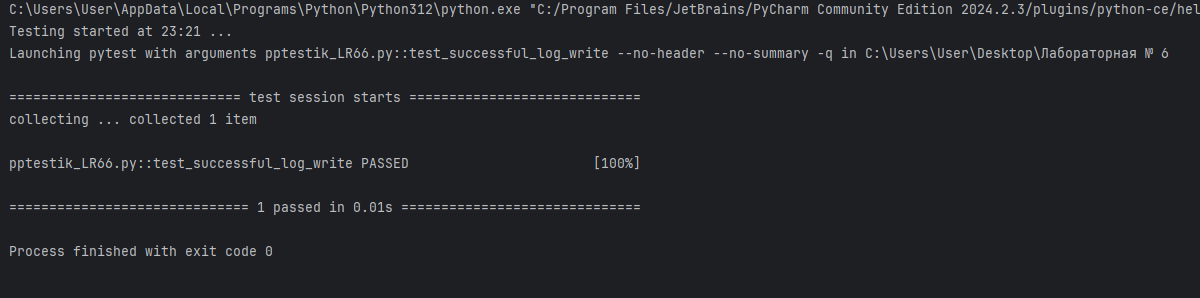 C:\Users\User\AppData\Local\Programs\Python\Python312\python.exe "C:/Program Files/JetBrains/PyCharm Community Edition 2024.2.3/plugins/python-ce/hel
Testing started at 23:21 ...
Launching pytest with arguments pptestik_LR66.py::test_successful_log_write --no-header --no-summary -q in C:\Users\User\Desktop\Лабораторная № 6
============================= test session starts =============================
collecting ... collected 1 item
pptestik_LR66.py::test_successful_log_write PASSED                       [100%]
============================== 1 passed in 0.01s ==============================
Process finished with exit code 0